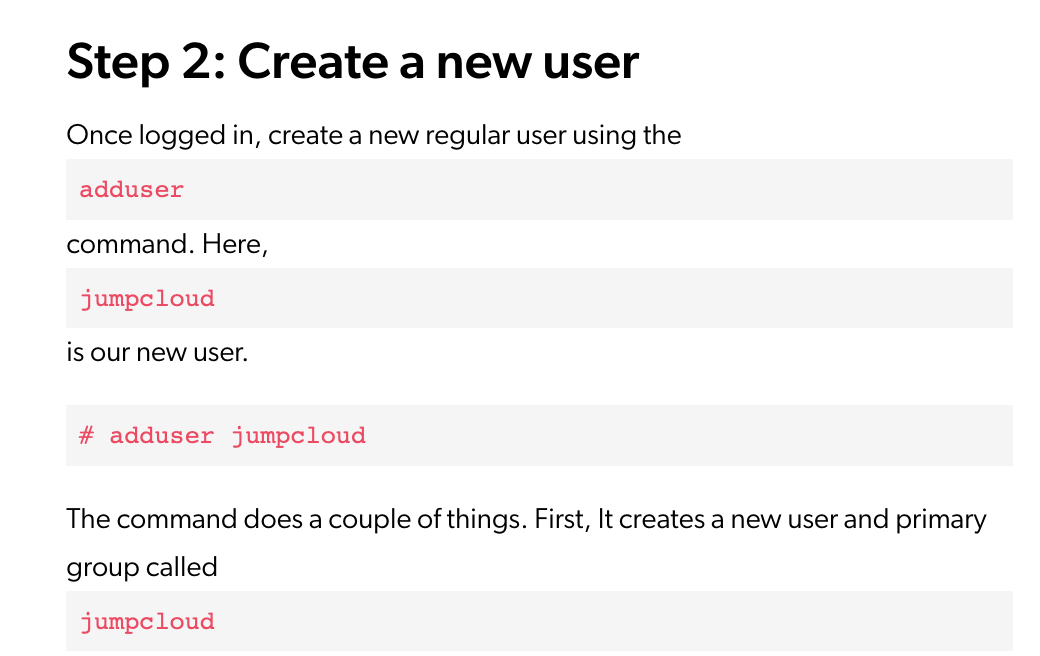 Step 2: Create a new user
Once logged in, create a new regular user using the
adduser
command. Here,
jumpcloud
is our new user.
# adduser jumpcloud
The command does a couple of things. First, It creates a new user and primary
group called
jumpcloud